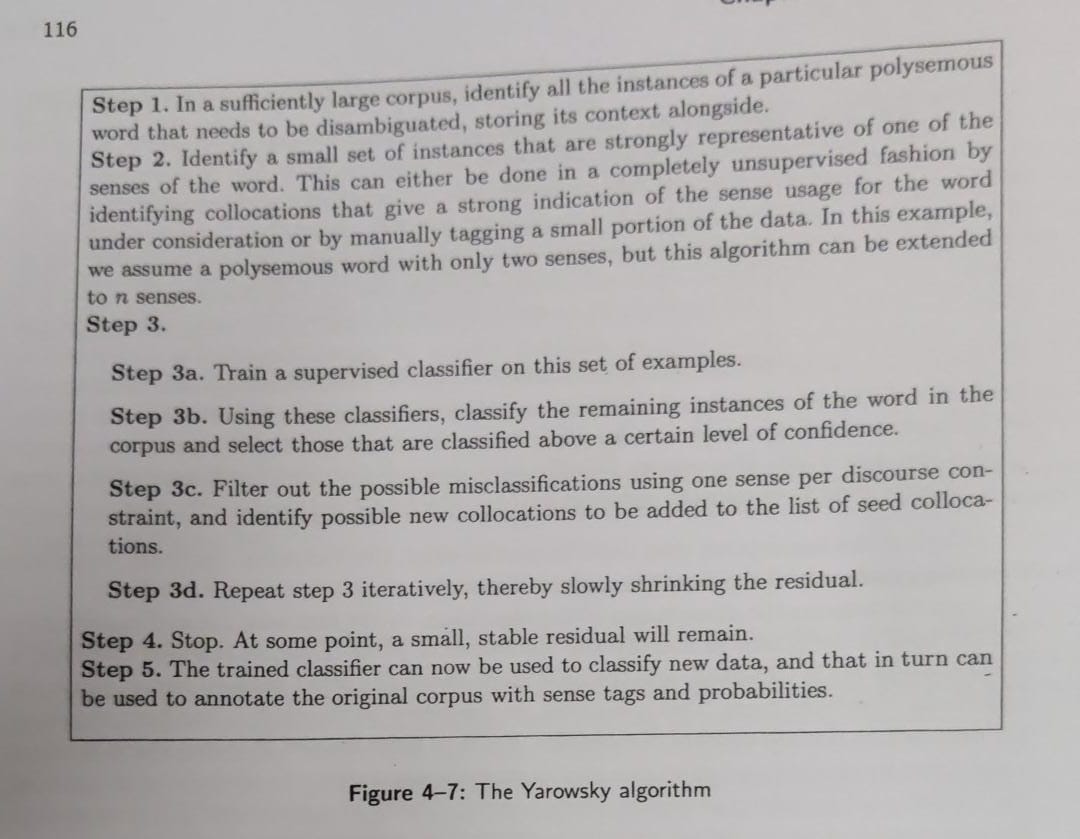 116
Step 1. In a sufficiently large corpus, identify all the instances of a particular polysemous
word that needs to be disambiguated, storing its context alongside.
Step 2. Identify a small set of instances that are strongly representative of one of the
senses of the word. This can either be done in a completely unsupervised fashion by
identifying collocations that give a strong indication of the sense usage for the word
under consideration or by manually tagging a small portion of the data. In this example,
we assume a polysemous word with only two senses, but this algorithm can be extended
to n senses.
Step 3.
Step 3a. Train a supervised classifier on this set of examples.
Step 3b. Using these classifiers, classify the remaining instances of the word in the
corpus and select those that are classified above a certain level of confidence.
Step 3c. Filter out the possible misclassifications using one sense per discourse con-
straint, and identify possible new collocations to be added to the list of seed colloca-
tions.
Step 3d. Repeat step 3 iteratively, thereby slowly shrinking the residual.
Step 4. Stop. At some point, a small, stable residual will remain.
Step 5. The trained classifier can now be used to classify new data, and that in turn can
be used to annotate the original corpus with sense tags and probabilities.
Figure 4–7: The Yarowsky algorithm